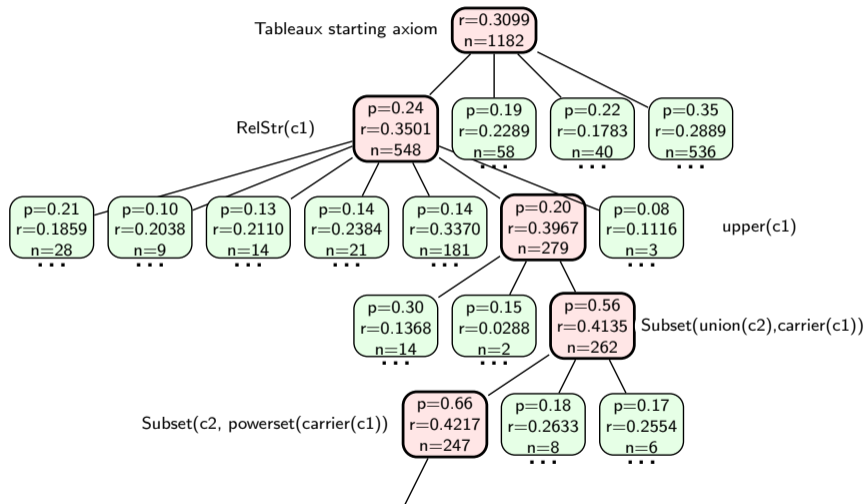 Tableaux starting axiom
r=0.3099
n=1182
RelStr(c1)
p=0.24
r=0.3501
n=548
p=0.19
r=0.2289
n=58
...
p=0.22
r=0.1783
n=40
...
p=0.35
r=0.2889
n=536
...
p=0.21
r=0.1859
n=28
...
p=0.10
r=0.2038
n=9
...
p=0.13
r=0.2110
n=14
...
p=0.14
r=0.2384
n=21
...
p=0.14
r=0.3370
n=181
...
p=0.20
r=0.3967
n=279
p=0.08
r=0.1116
n=3
...
upper(c1)
p=0.30
r=0.1368
n=14
...
p=0.15
r=0.0288
n=2
...
p=0.56
r=0.4135
n=262
Subset(union(c2),carrier(c1))
Subset(c2, powerset(carrier(c1))
p=0.66
r=0.4217
n=247
p=0.18
r=0.2633
n=8
...
p=0.17
r=0.2554
n=6
...